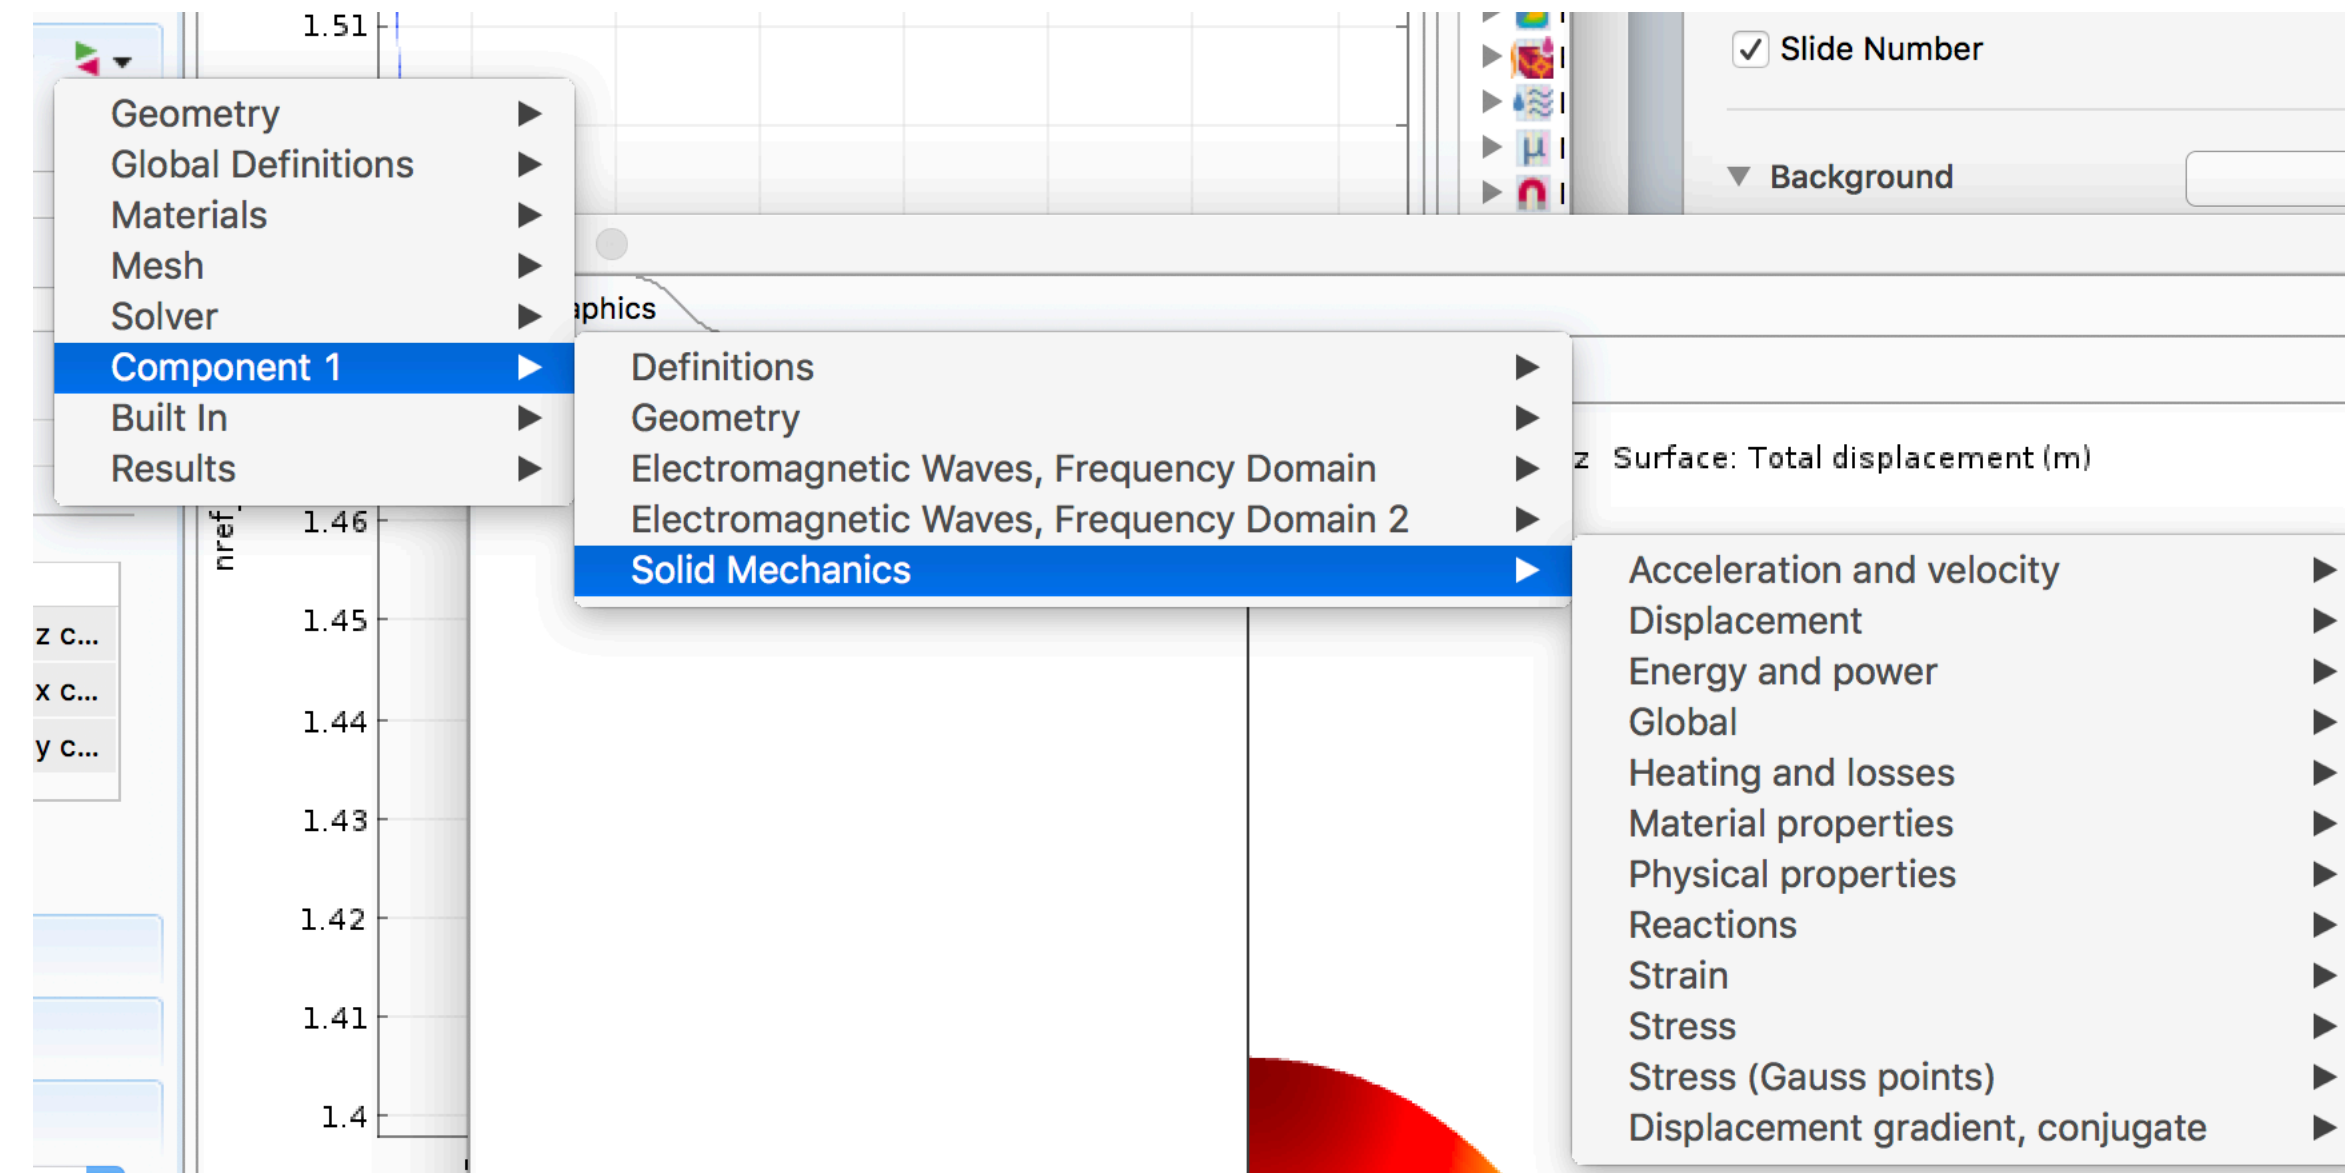 1.51
Slide Number
Background
Geometry
Global Definitions
Materials
Mesh
Solver
Component 1
Built In
Results
aphics
Definitions
Geometry
Electromagnetic Waves, Frequency Domain
Electromagnetic Waves, Frequency Domain 2
Solid Mechanics
z Surface: Total displacement (m)
Acceleration and velocity
Displacement
Energy and power
Global
Heating and losses
Material properties
Physical properties
Reactions
Strain
Stress
Stress (Gauss points)
Displacement gradient, conjugate
nref
1.46
1.45
1.44
1.43
1.42
1.41
1.4
z c...
x c...
y c...
μ